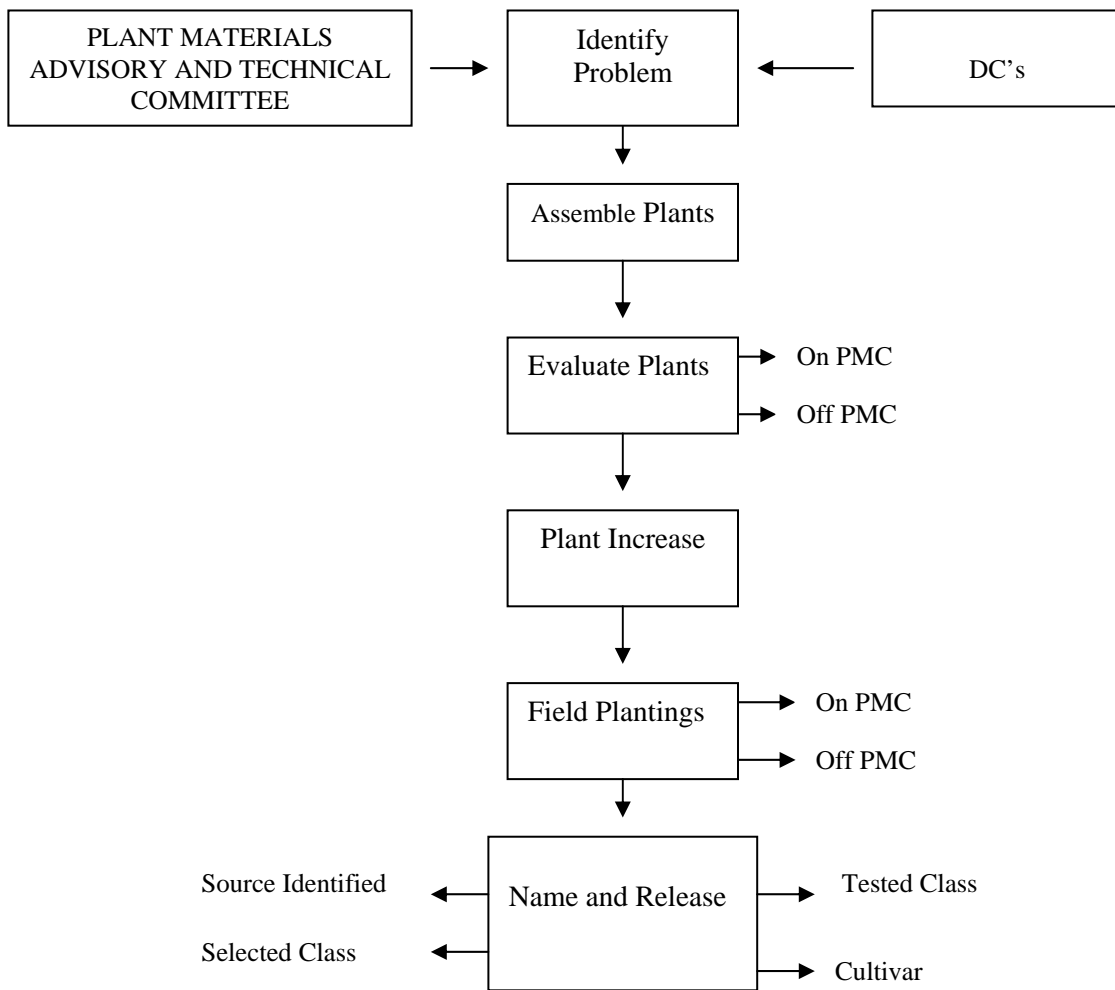 PLANT MATERIALS
ADVISORY AND TECHNICAL
COMMITTEE
Identify
Problem
DC’s
Assemble Plants
Evaluate Plants
On PMC
Off PMC
Plant Increase
Field Plantings
On PMC
Off PMC
Name and Release
Source Identified
Selected Class
Tested Class
Cultivar